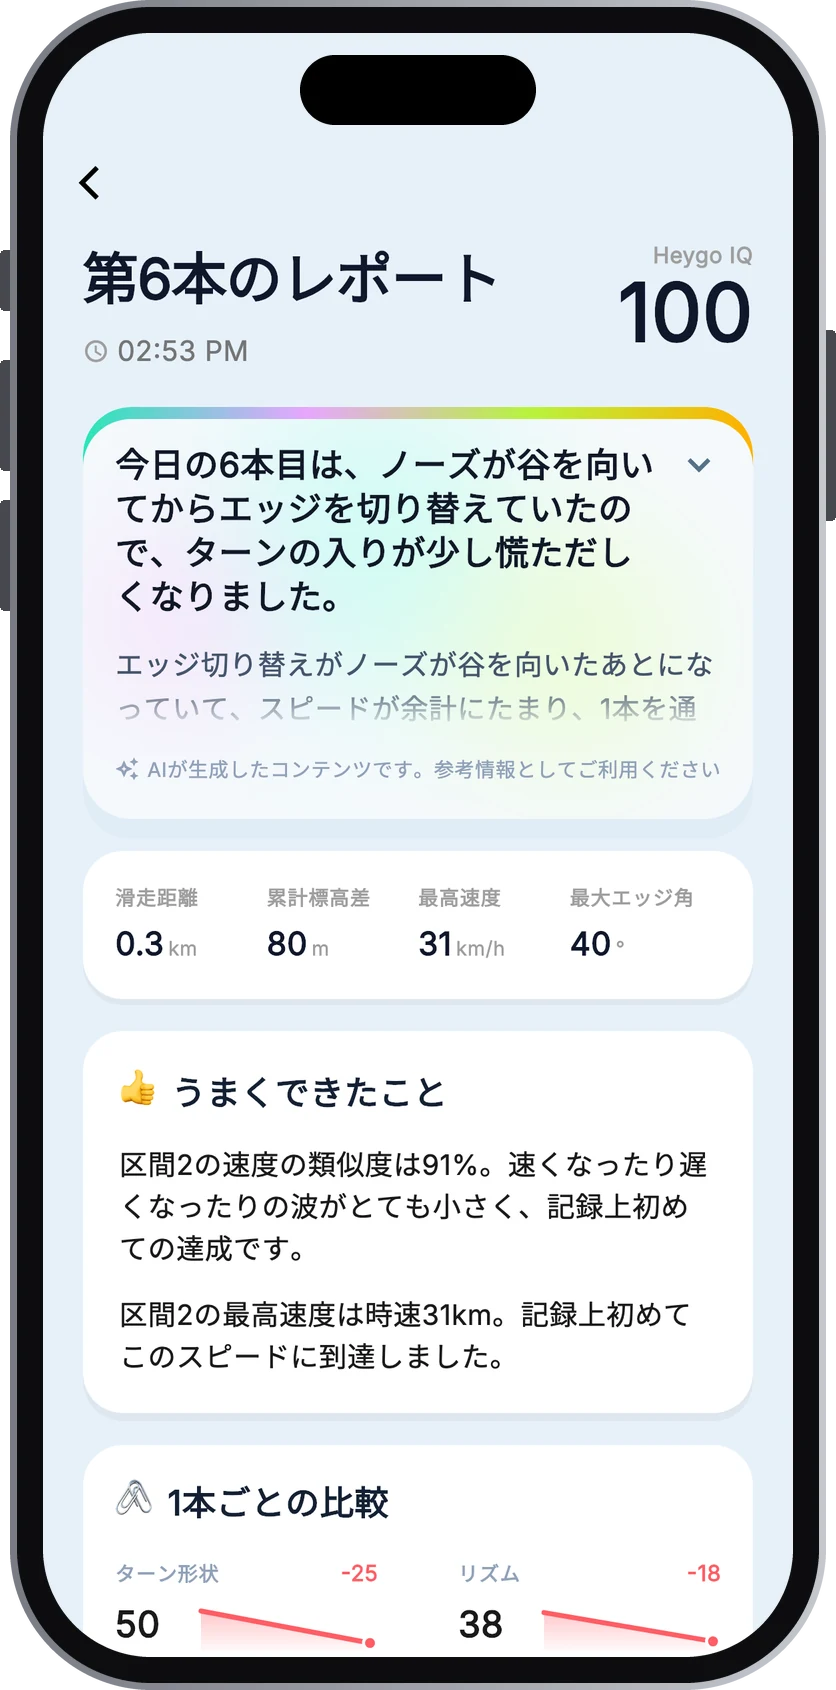 第6本のレポート
Heygo IQ
100
02:53 PM
今日の6本目は、ノーズが谷を向い
てからエッジを切り替えていたの
で、ターンの入りが少し慌ただし
くなりました。
エッジ切り替えがノーズが谷を向いたあとにな
っていて、スピードが余計にたまり、1本を通
AIが生成したコンテンツです。参考情報としてご利用ください
滑走距離 累計標高差 最高速度 最大エッジ角
0.3 km 80 m 31 km/h 40 °
👍 うまくできたこと
区間2の速度の類似度は91%。速くなったり遅
くなったりの波がとても小さく、記録上初め
ての達成です。
区間2の最高速度は時速31km。記録上初めて
このスピードに到達しました。
🖇️ 1本ごとの比較
ターン形状 -25 リズム -18
50 38